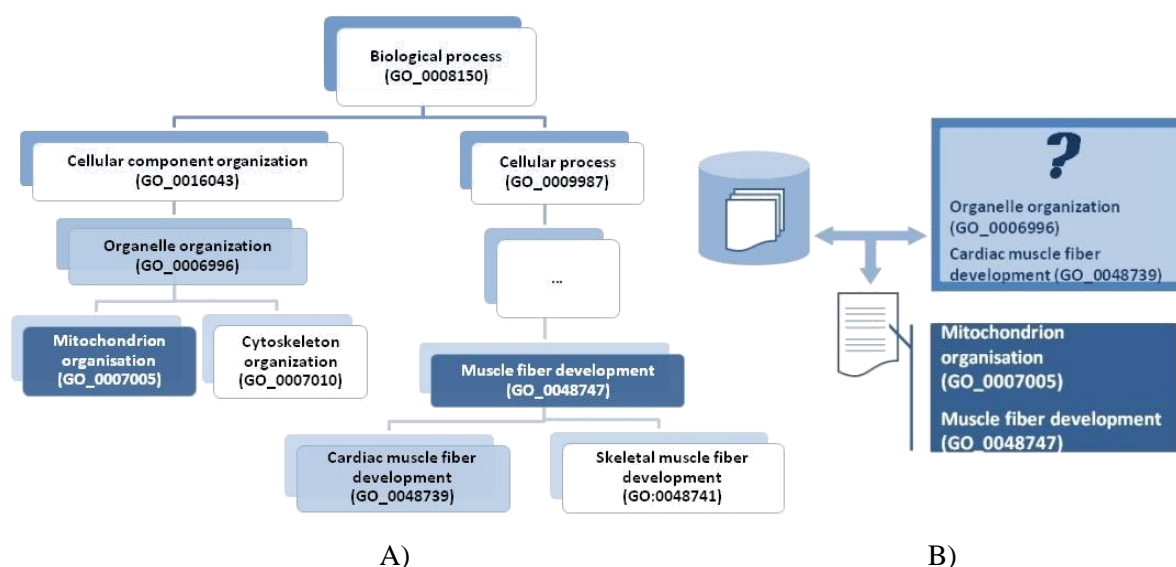 Biological process
(GO_0008150)
Cellular component organization
(GO_0016043)
Cellular process
(GO_0009987)
Organelle organization
(GO_0006996)
...
Mitochondrion
organisation
(GO_0007005)
Cytoskeleton
organization
(GO_0007010)
Muscle fiber development
(GO_0048747)
Cardiac muscle fiber
development
(GO_0048739)
Skeletal muscle fiber
development
(GO:0048741)
A)
?
Organelle organization
(GO_0006996)
Cardiac muscle fiber
development (GO_0048739)
Mitochondrion
organisation
(GO_0007005)
Muscle fiber development
(GO_0048747)
B)